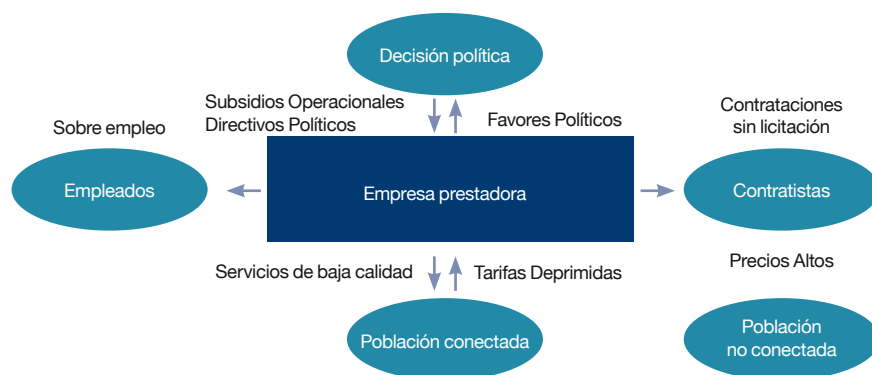 Decisión política
Subsidios Operacionales
Directivos Políticos
Favores Políticos
Contrataciones
sin licitación
Sobre empleo
Empleados
Empresa prestadora
Contratistas
Servicios de baja calidad
Tarifas Deprimidas
Precios Altos
Población conectada
Población
no conectada